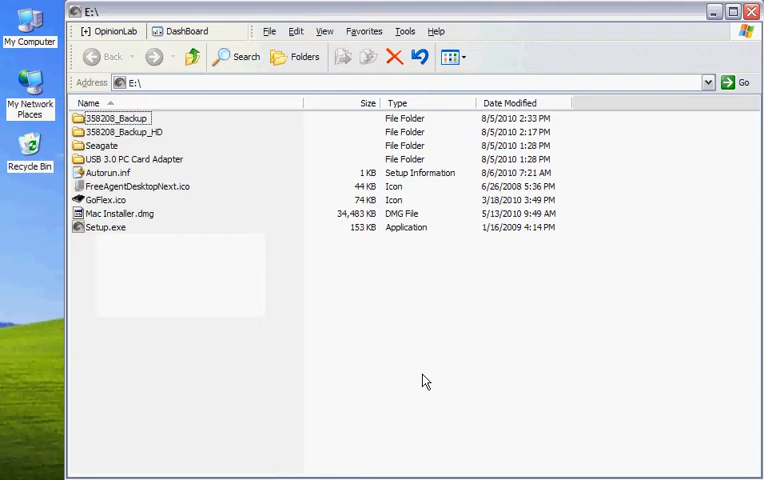 E:\
OpinionLab DashBoard File Edit View Favorites Tools Help
Back Search Folders
Address E:\ Go
Name Size Type Date Modified
358208_Backup File Folder 8/5/2010 2:33 PM
358208_Backup_HD File Folder 8/5/2010 2:17 PM
Seagate File Folder 8/5/2010 1:28 PM
USB 3.0 PC Card Adapter File Folder 8/5/2010 1:28 PM
Autorun.inf 1 KB Setup Information 8/6/2010 7:21 AM
FreeAgentDesktopNext.ico 44 KB Icon 6/26/2008 5:36 PM
GoFlex.ico 74 KB Icon 3/18/2010 3:49 PM
Mac Installer.dmg 34,483 KB DMG File 5/13/2010 9:49 AM
Setup.exe 153 KB Application 1/16/2009 4:14 PM
My Computer
My Network
Places
Recycle Bin